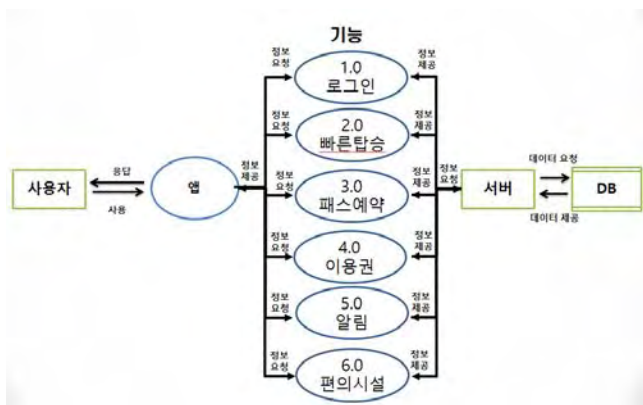 기능
정보
요청
1.0
로그인
정보
제공
정보
요청
2.0
빠른탑승
정보
제공
사용자
응답
사용
앱
정보
제공
정보
요청
3.0
패스예약
정보
제공
정보
요청
서버
데이터 요청
데이터 제공
DB
정보
요청
4.0
이용권
정보
제공
정보
요청
5.0
알림
정보
제공
정보
요청
6.0
편의시설
정보
제공